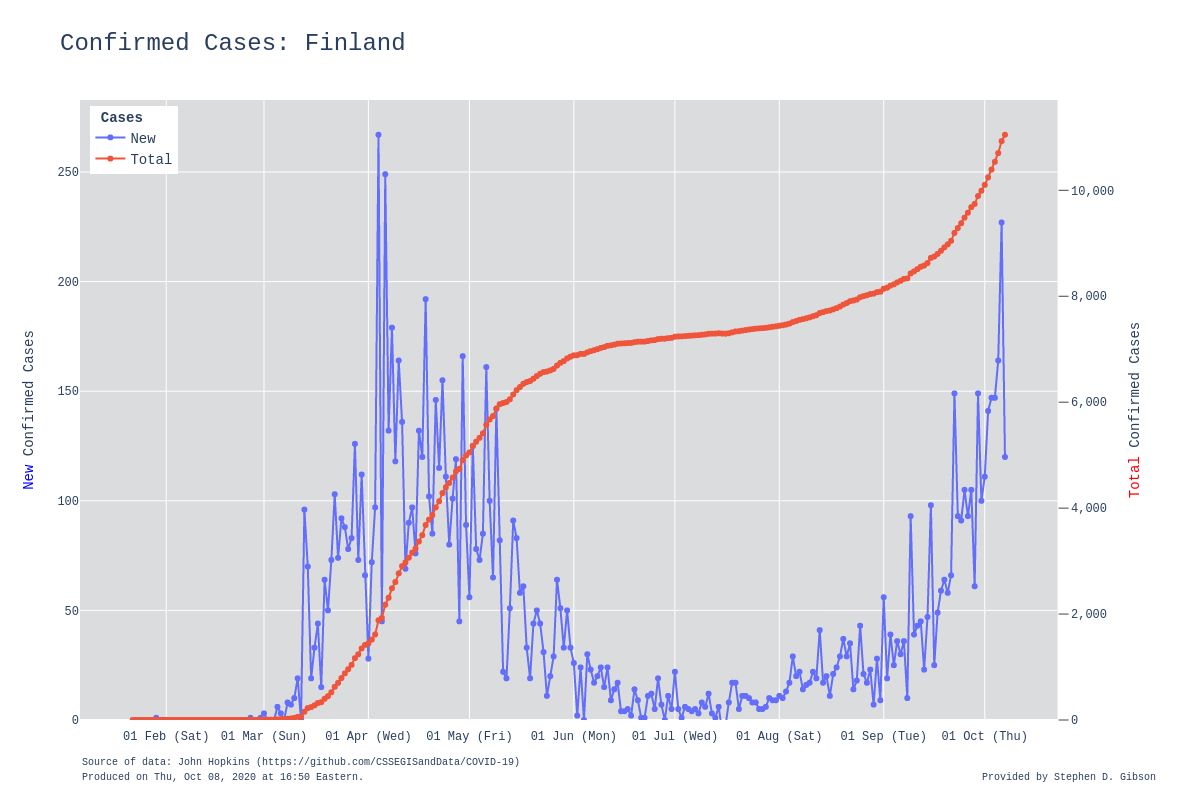 Confirmed Cases: Finland
Cases
New
Total
250
200
150
100
50
0
10,000
8,000
6,000
4,000
2,000
0
New Confirmed Cases
Total Confirmed Cases
01 Feb (Sat) 01 Mar (Sun) 01 Apr (Wed) 01 May (Fri) 01 Jun (Mon) 01 Jul (Wed) 01 Aug (Sat) 01 Sep (Tue) 01 Oct (Thu)
Source of data: John Hopkins (https://github.com/CSSEGISandData/COVID-19)
Produced on Thu, Oct 08, 2020 at 16:50 Eastern.
Provided by Stephen D. Gibson